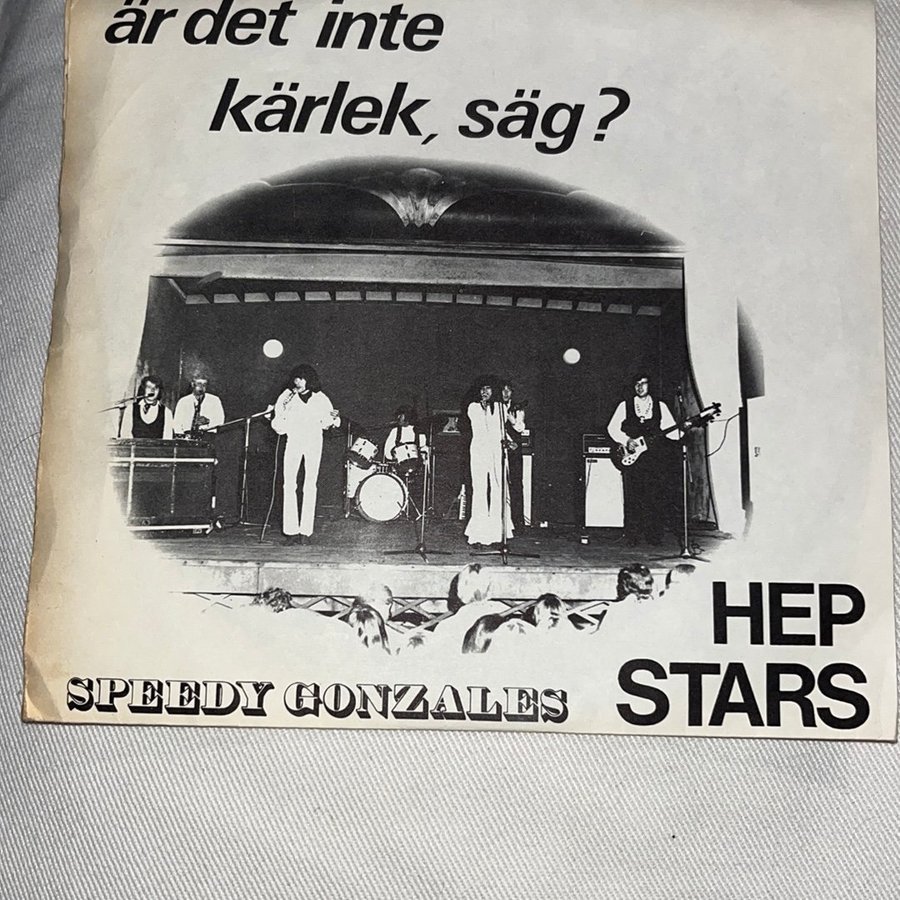 är det inte
kärlek, säg?
HEP
STARS
SPEEDY GONZALES